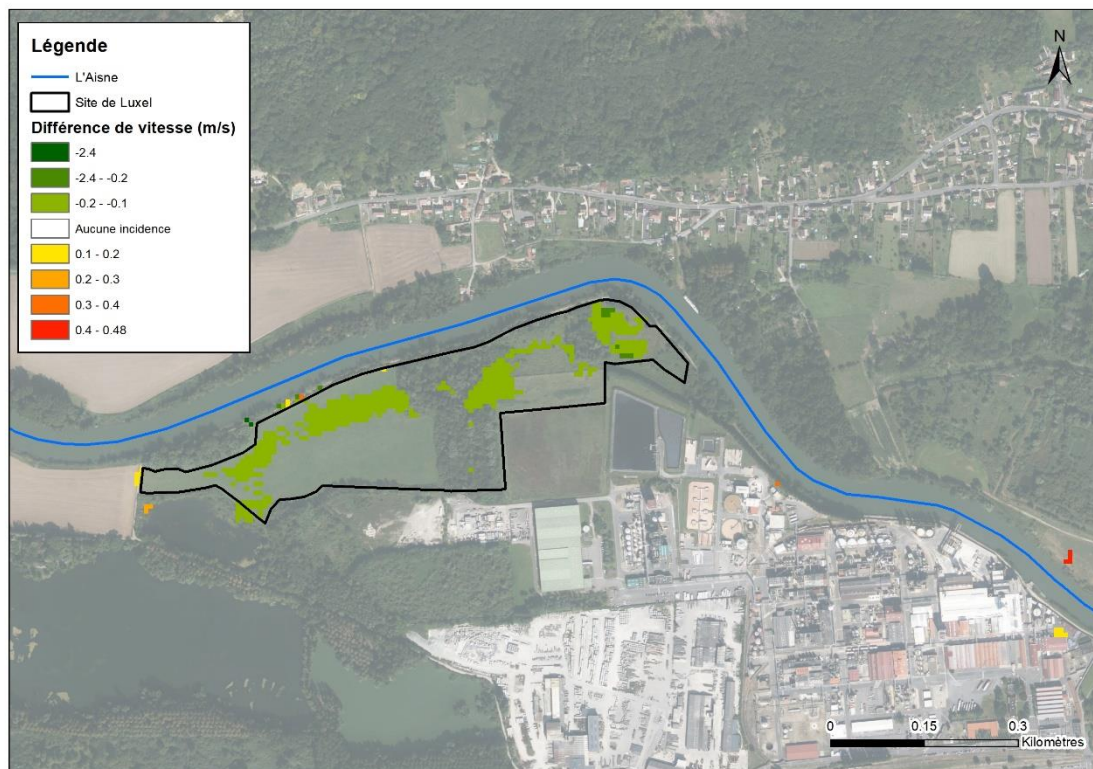 Légende
L'Aisne
Site de Luxel
Différence de vitesse (m/s)
-2.4
-2.4 - -0.2
-0.2 - -0.1
Aucune incidence
0.1 - 0.2
0.2 - 0.3
0.3 - 0.4
0.4 - 0.48
N
0 0.15 0.3
Kilomètres